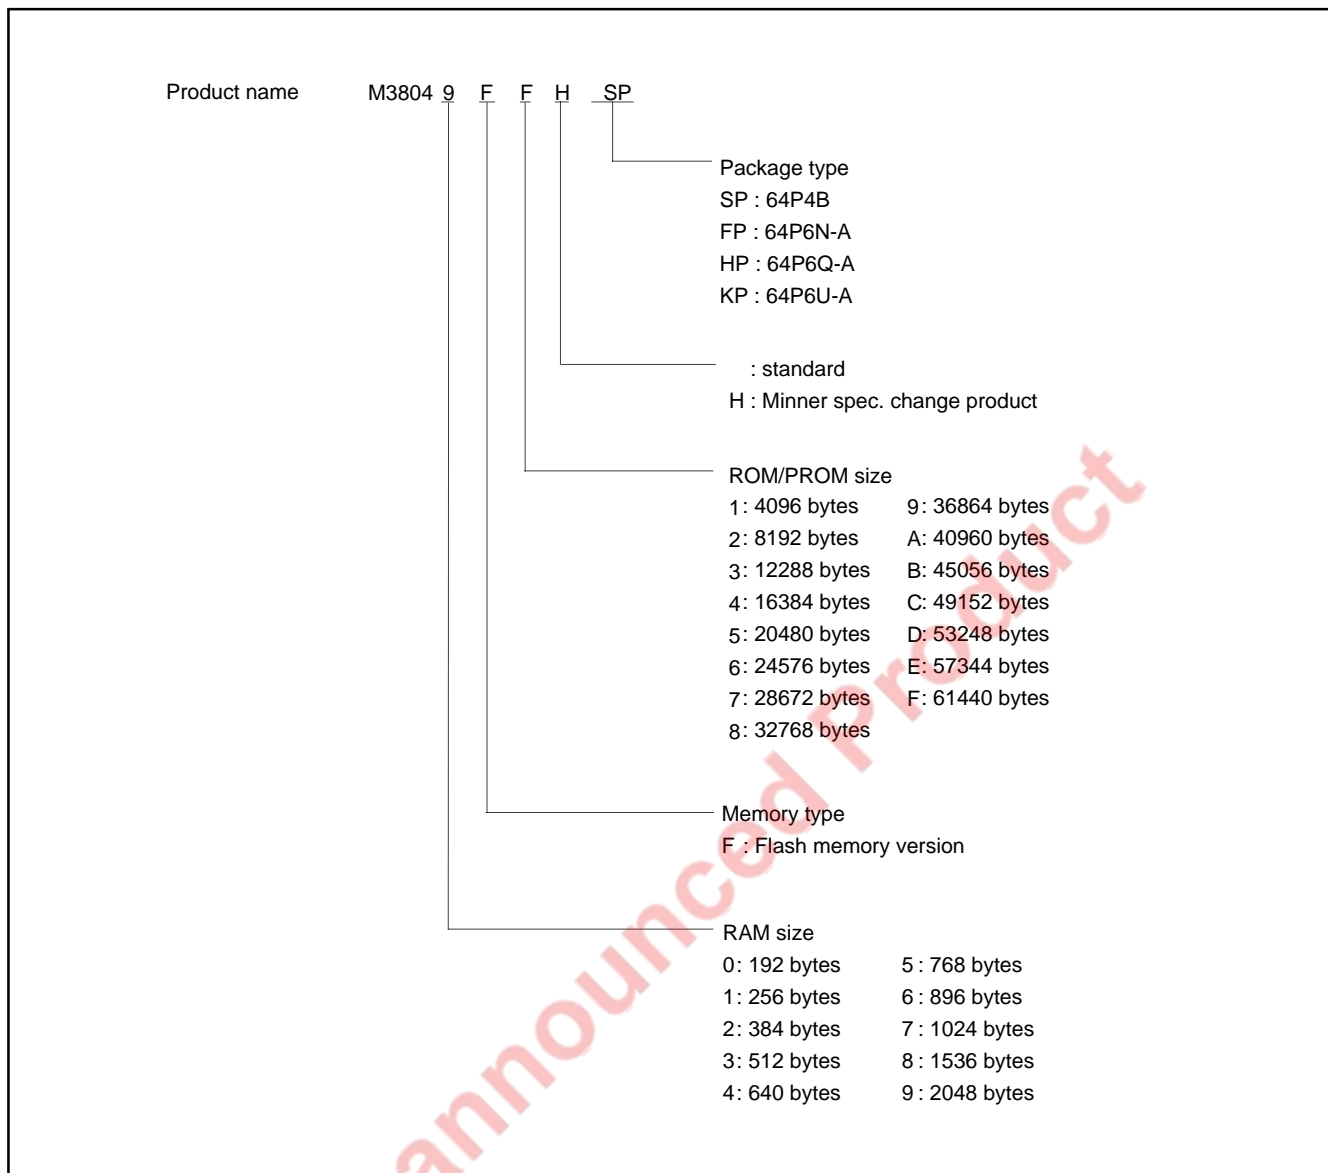 Product name M3804 9 F F H SP
Package type
SP : 64P4B
FP : 64P6N-A
HP : 64P6Q-A
KP : 64P6U-A
: standard
H : Minner spec. change product
ROM/PROM size
1: 4096 bytes 9: 36864 bytes
2: 8192 bytes A: 40960 bytes
3: 12288 bytes B: 45056 bytes
4: 16384 bytes C: 49152 bytes
5: 20480 bytes D: 53248 bytes
6: 24576 bytes E: 57344 bytes
7: 28672 bytes F: 61440 bytes
8: 32768 bytes
Memory type
F : Flash memory version
RAM size
0: 192 bytes 5 : 768 bytes
1: 256 bytes 6 : 896 bytes
2: 384 bytes 7 : 1024 bytes
3: 512 bytes 8 : 1536 bytes
4: 640 bytes 9 : 2048 bytes
announced Product